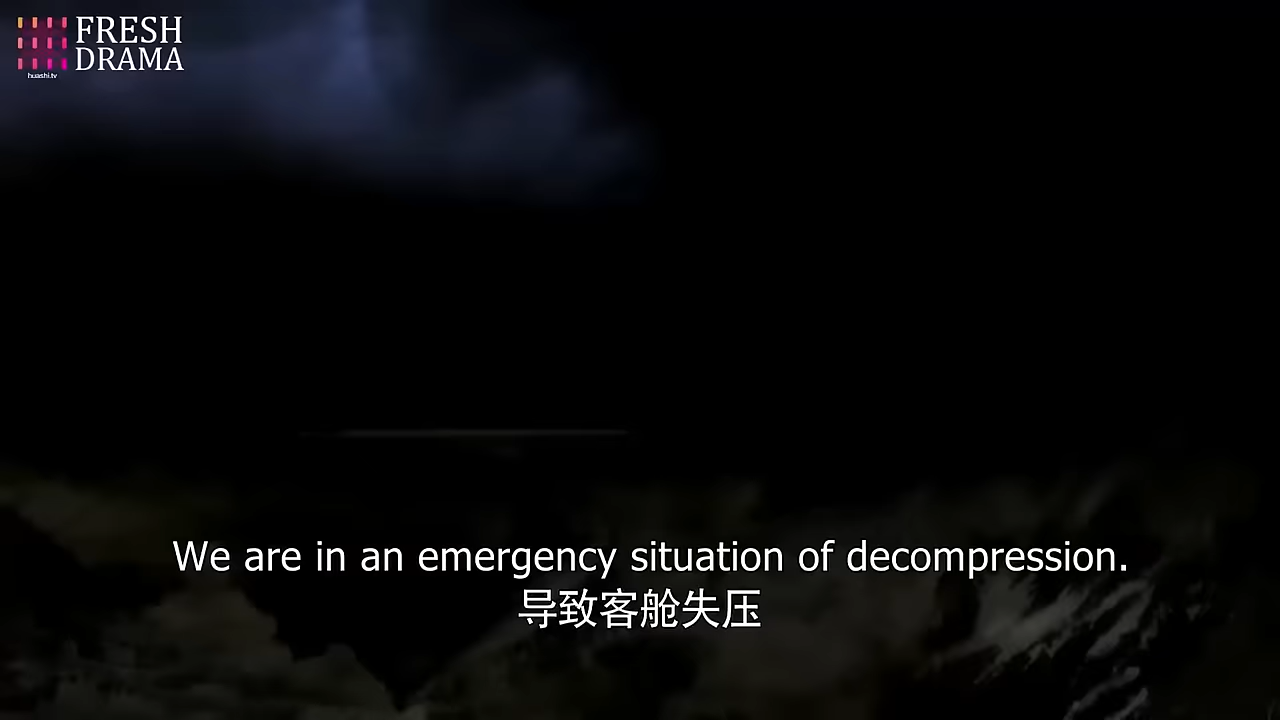 FRESH
DRAMA
huashi.tv
We are in an emergency situation of decompression.
导致客舱失压